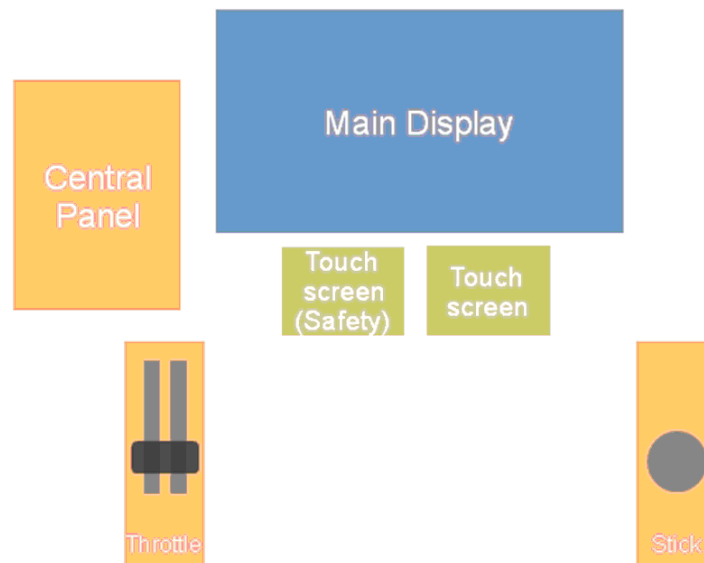 Main Display
Central
Panel
Touch
screen
(Safety)
Touch
screen
Throttle
Stick